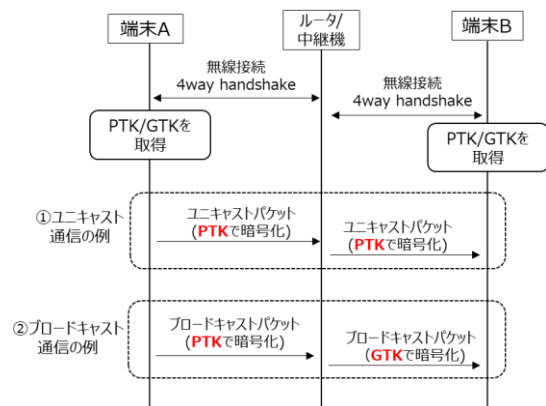 端末A
ルータ/
中継機
端末B
無線接続
4way handshake
無線接続
4way handshake
PTK/GTKを
取得
PTK/GTKを
取得
①ユニキャスト
通信の例
ユニキャストパケット
(PTKで暗号化)
ユニキャストパケット
(PTKで暗号化)
②ブロードキャスト
通信の例
ブロードキャストパケット
(PTKで暗号化)
ブロードキャストパケット
(GTKで暗号化)